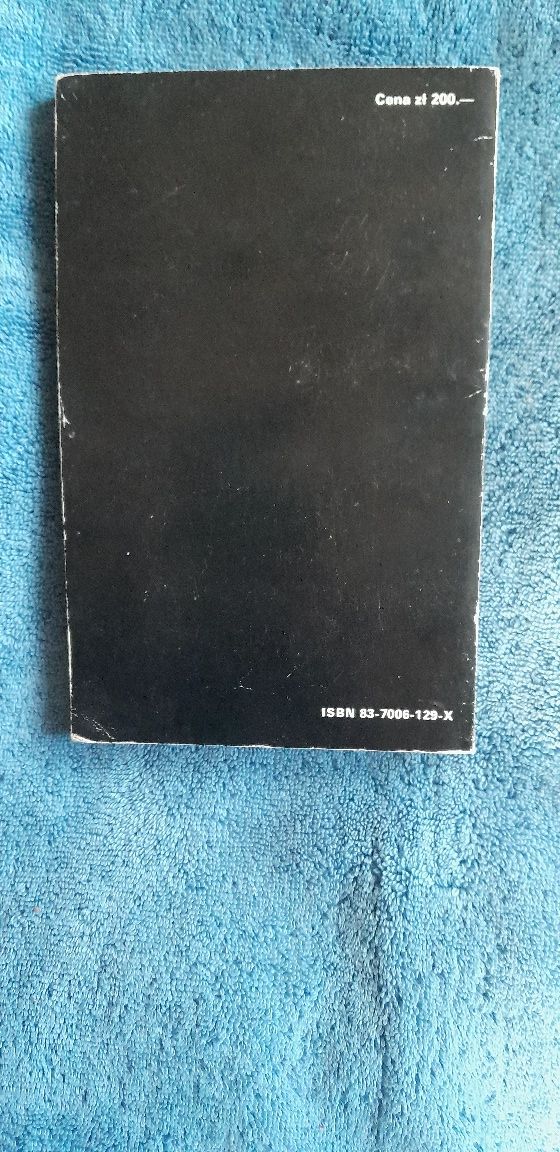 Cena zł 200.—
ISBN 83-7006-129-X